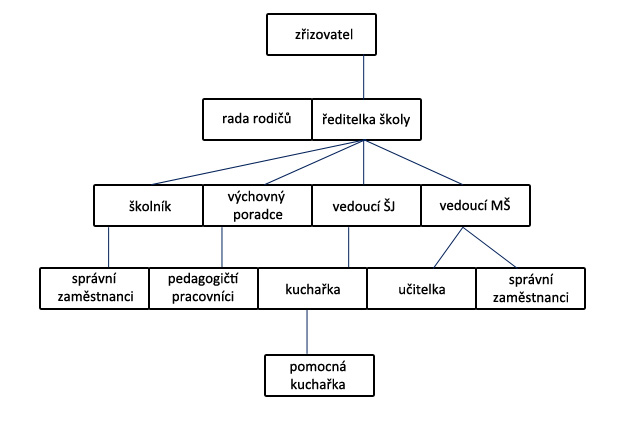 zřizovatel
rada rodičů
ředitelka školy
školník
výchovný
poradce
vedoucí ŠJ
vedoucí MŠ
správní
zaměstnanci
pedagogičtí
pracovníci
kuchařka
učitelka
správní
zaměstnanci
pomocná
kuchařka